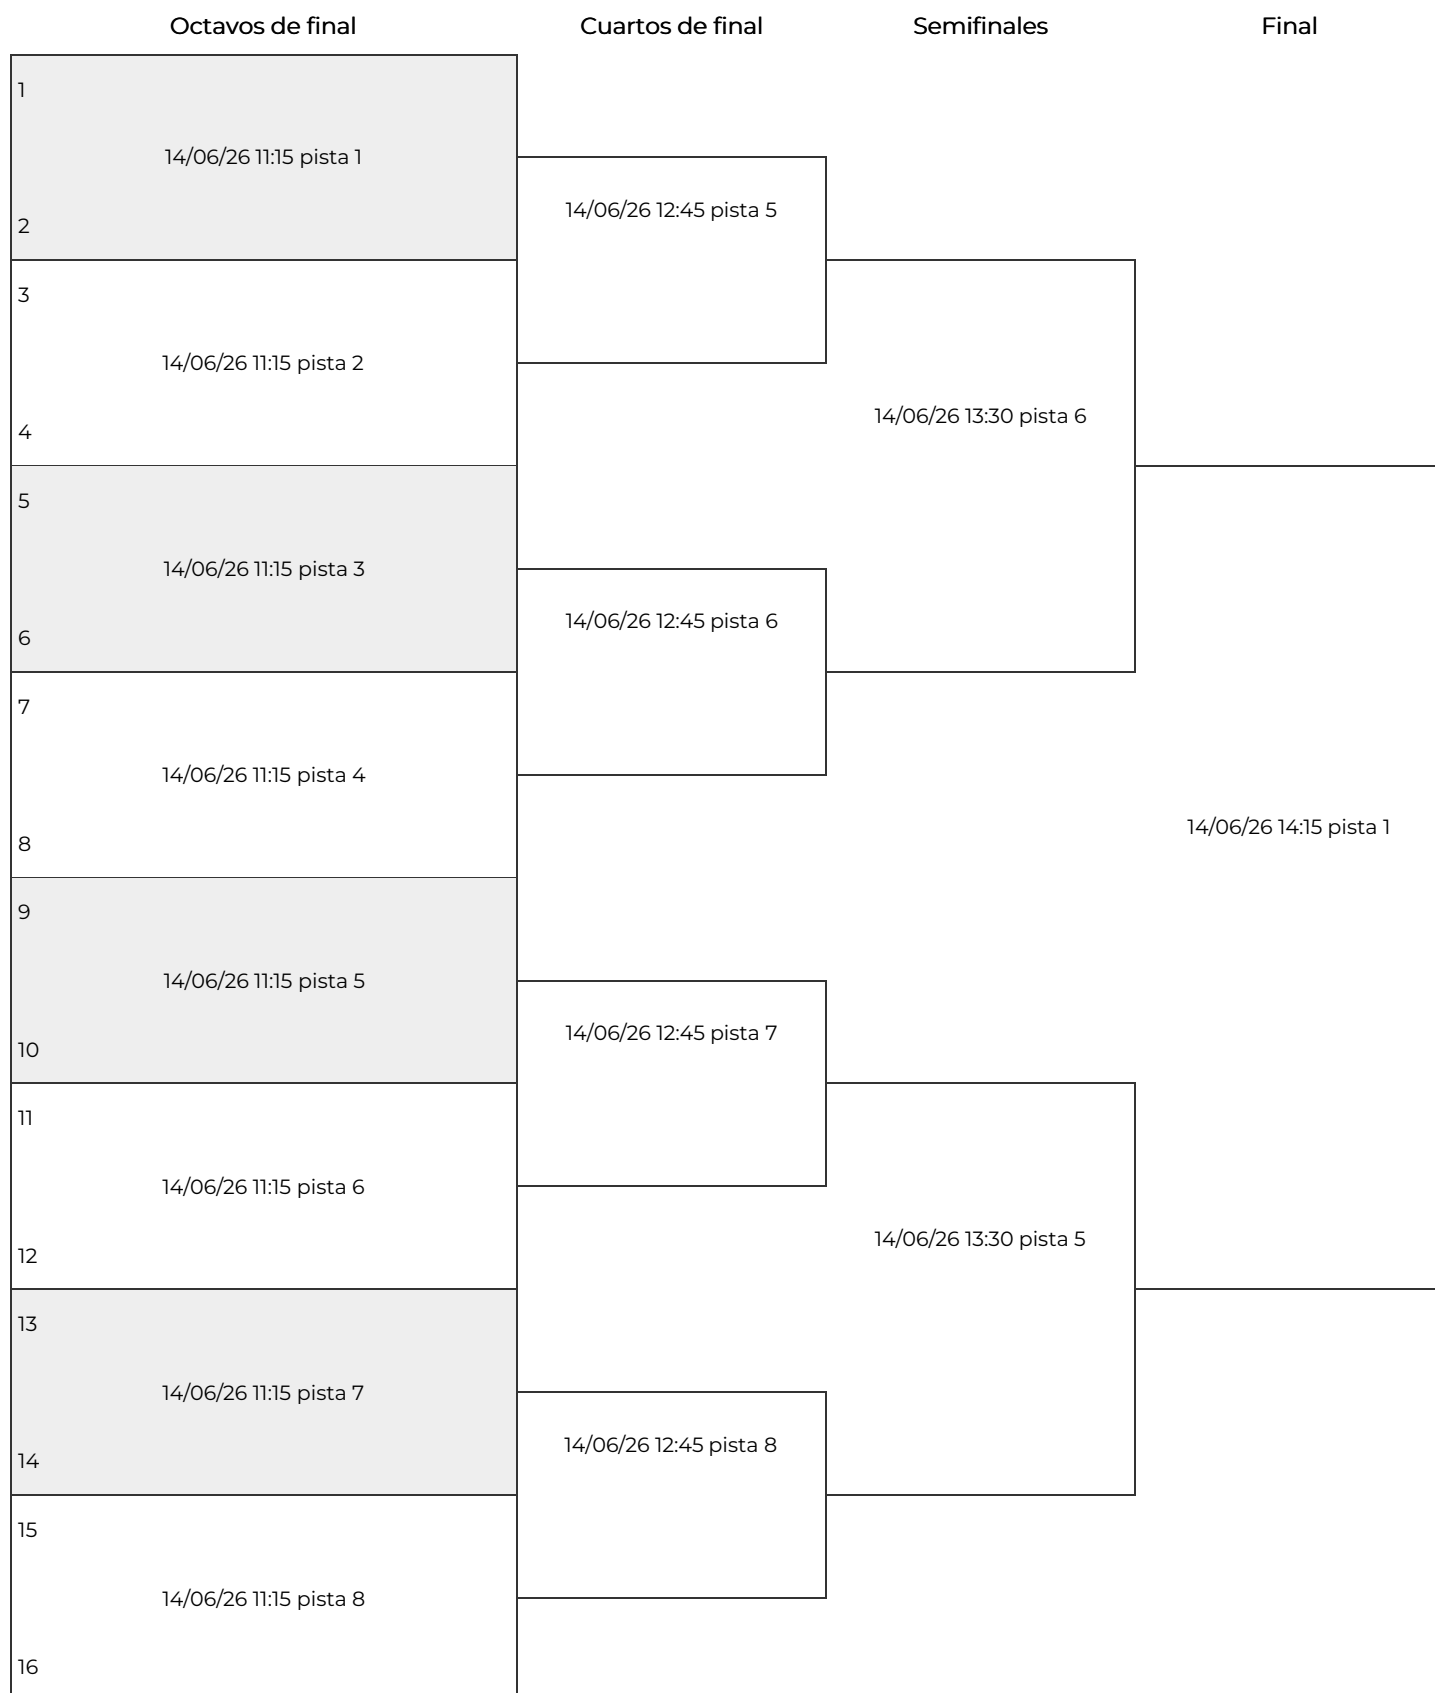 Octavos de final
Cuartos de final
Semifinales
Final
1
14/06/26 11:15 pista 1
2
14/06/26 12:45 pista 5
3
14/06/26 11:15 pista 2
4
14/06/26 13:30 pista 6
5
14/06/26 11:15 pista 3
6
14/06/26 12:45 pista 6
7
14/06/26 11:15 pista 4
8
14/06/26 14:15 pista 1
9
14/06/26 11:15 pista 5
10
14/06/26 12:45 pista 7
11
14/06/26 11:15 pista 6
12
14/06/26 13:30 pista 5
13
14/06/26 11:15 pista 7
14
14/06/26 12:45 pista 8
15
14/06/26 11:15 pista 8
16